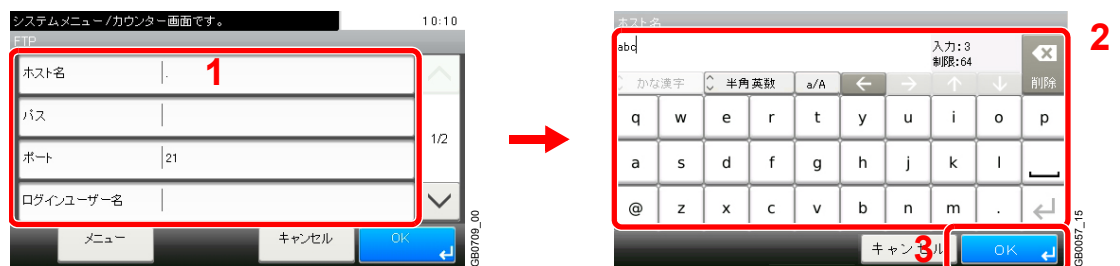 システムメニュー/カウンター画面です。 10:10
FTP
ホスト名 . 1
パス
ポート 21
ログインユーザー名
1/2
メニュー キャンセル OK
GB0709_00
ホスト名
abc 入力:3
制限:64
2
かな漢字 半角英数 a/A 削除
q w e r t y u i o p
a s d f g h j k l
@ z x c v b n m .
キャンセル 3 OK
GB0057_15